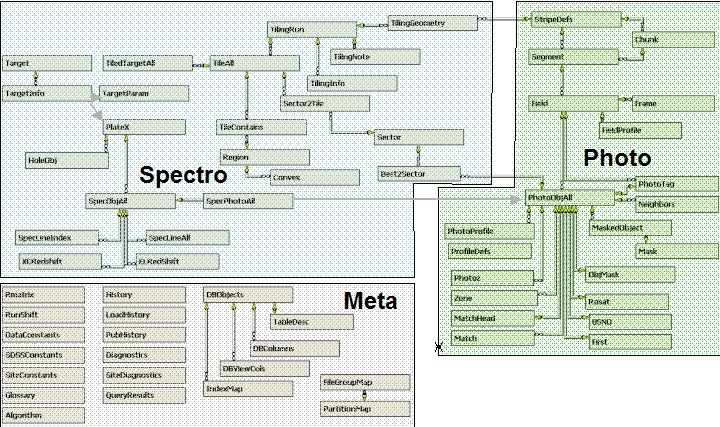 TilingRun
TilingGeometry
StripeDefs
Chunk
Target
TiledTargetAll
TileAll
TilingNote
Segment
TilingInfo
TargetInfo
TargetParam
Sector2Tile
Field
Frame
PlateX
TileContains
Sector
FieldProfile
HoleObj
Region
Photo
Spectro
Convex
Best2Sector
PhotoTag
SpecObjAll
SpecPhotoAll
PhotoObjAll
Neighbors
PhotoProfile
MaskedObject
SpecLineIndex
SpecLineAll
ProfileDefs
Mask
XCRedshift
ELRedShift
Photoz
ObjMask
Rmatrix
History
DBObjects
Meta
Zone
Rosat
RunShift
LoadHistory
TableDesc
MatchHead
USNO
DataConstants
PubHistory
Match
First
SDSSConstants
Diagnostics
DBColumns
SiteConstants
SiteDiagnostics
DBViewCols
Glossary
QueryResults
IndexMap
FileGroupMap
Algorithm
PartitionMap